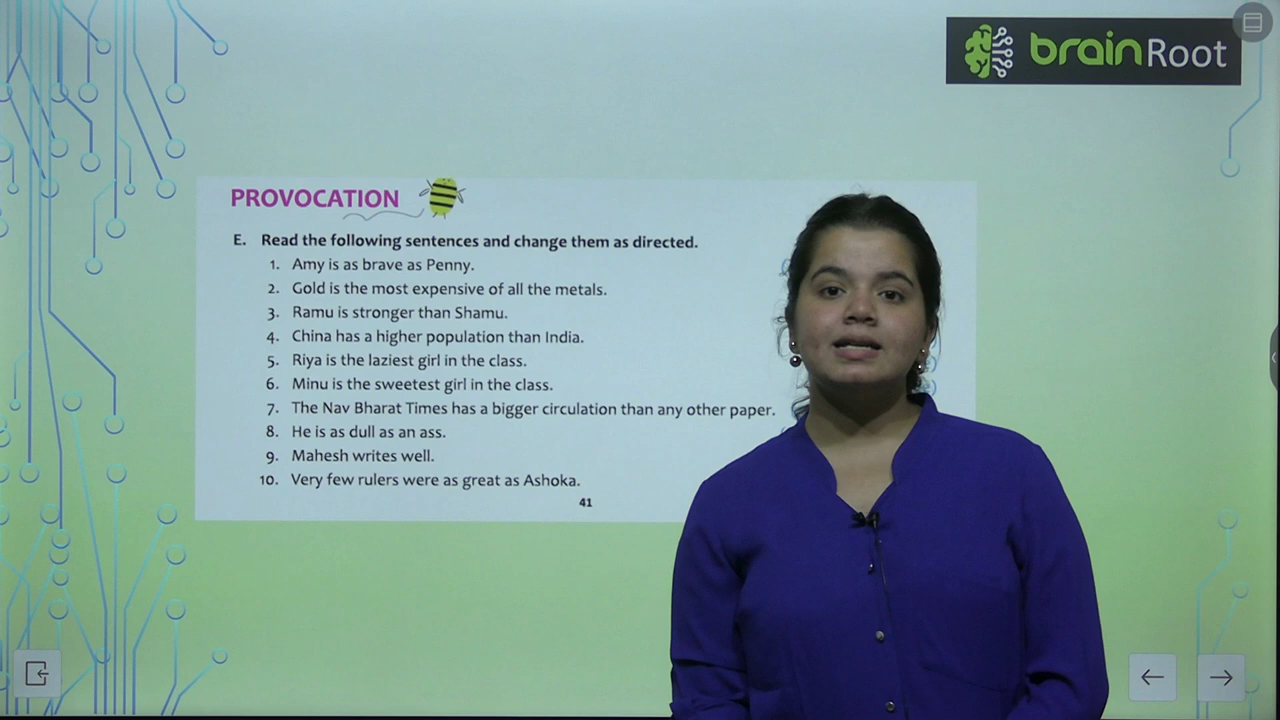 brainRoot
PROVOCATION
E. Read the following sentences and change them as directed.
1. Amy is as brave as Penny.
2. Gold is the most expensive of all the metals.
3. Ramu is stronger than Shamu.
4. China has a higher population than India.
5. Riya is the laziest girl in the class.
6. Minu is the sweetest girl in the class.
7. The Nav Bharat Times has a bigger circulation than any other paper.
8. He is as dull as an ass.
9. Mahesh writes well.
10. Very few rulers were as great as Ashoka.
41